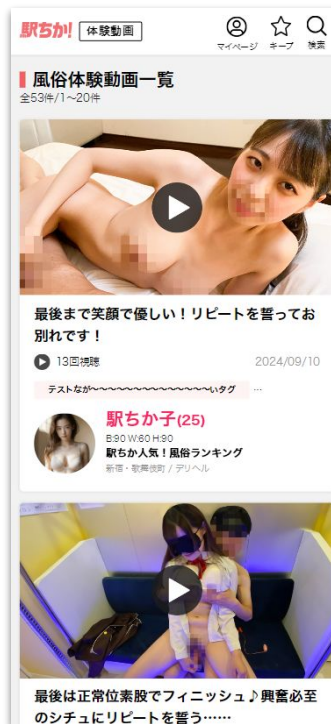 駅ちか! 体験動画
マイページ キープ 検索
風俗体験動画一覧
全53件/1~20件
最後まで笑顔で優しい！リピートを誓ってお
別れです！
13回視聴 2024/09/10
テストなが〜〜〜〜〜〜〜〜〜〜〜〜〜〜いタグ …
駅ちか子(25)
B:90 W:60 H:90
駅ちか人気！風俗ランキング
新宿・歌舞伎町 / デリヘル
最後は正常位素股でフィニッシュ♪興奮必至
のシチュにリピートを誓う……